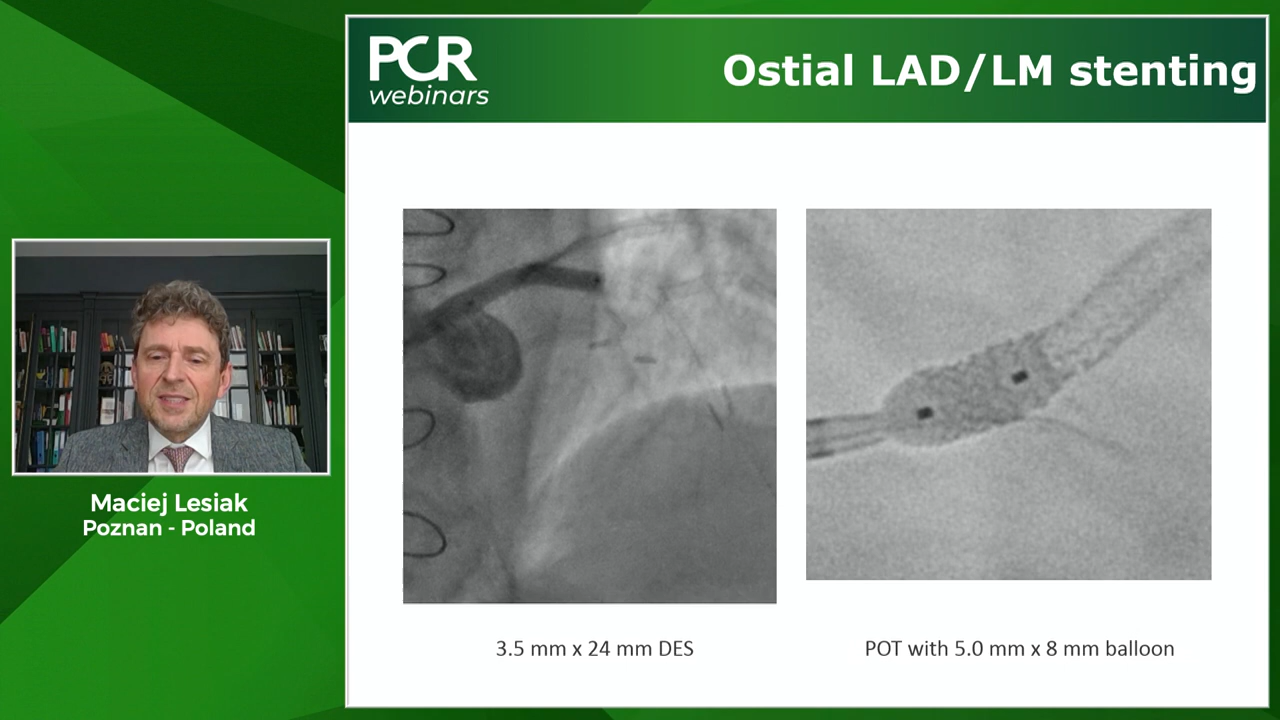 PCR
webinars
Ostial LAD/LM stenting
Maciej Lesiak
Poznan - Poland
3.5 mm x 24 mm DES
POT with 5.0 mm x 8 mm balloon